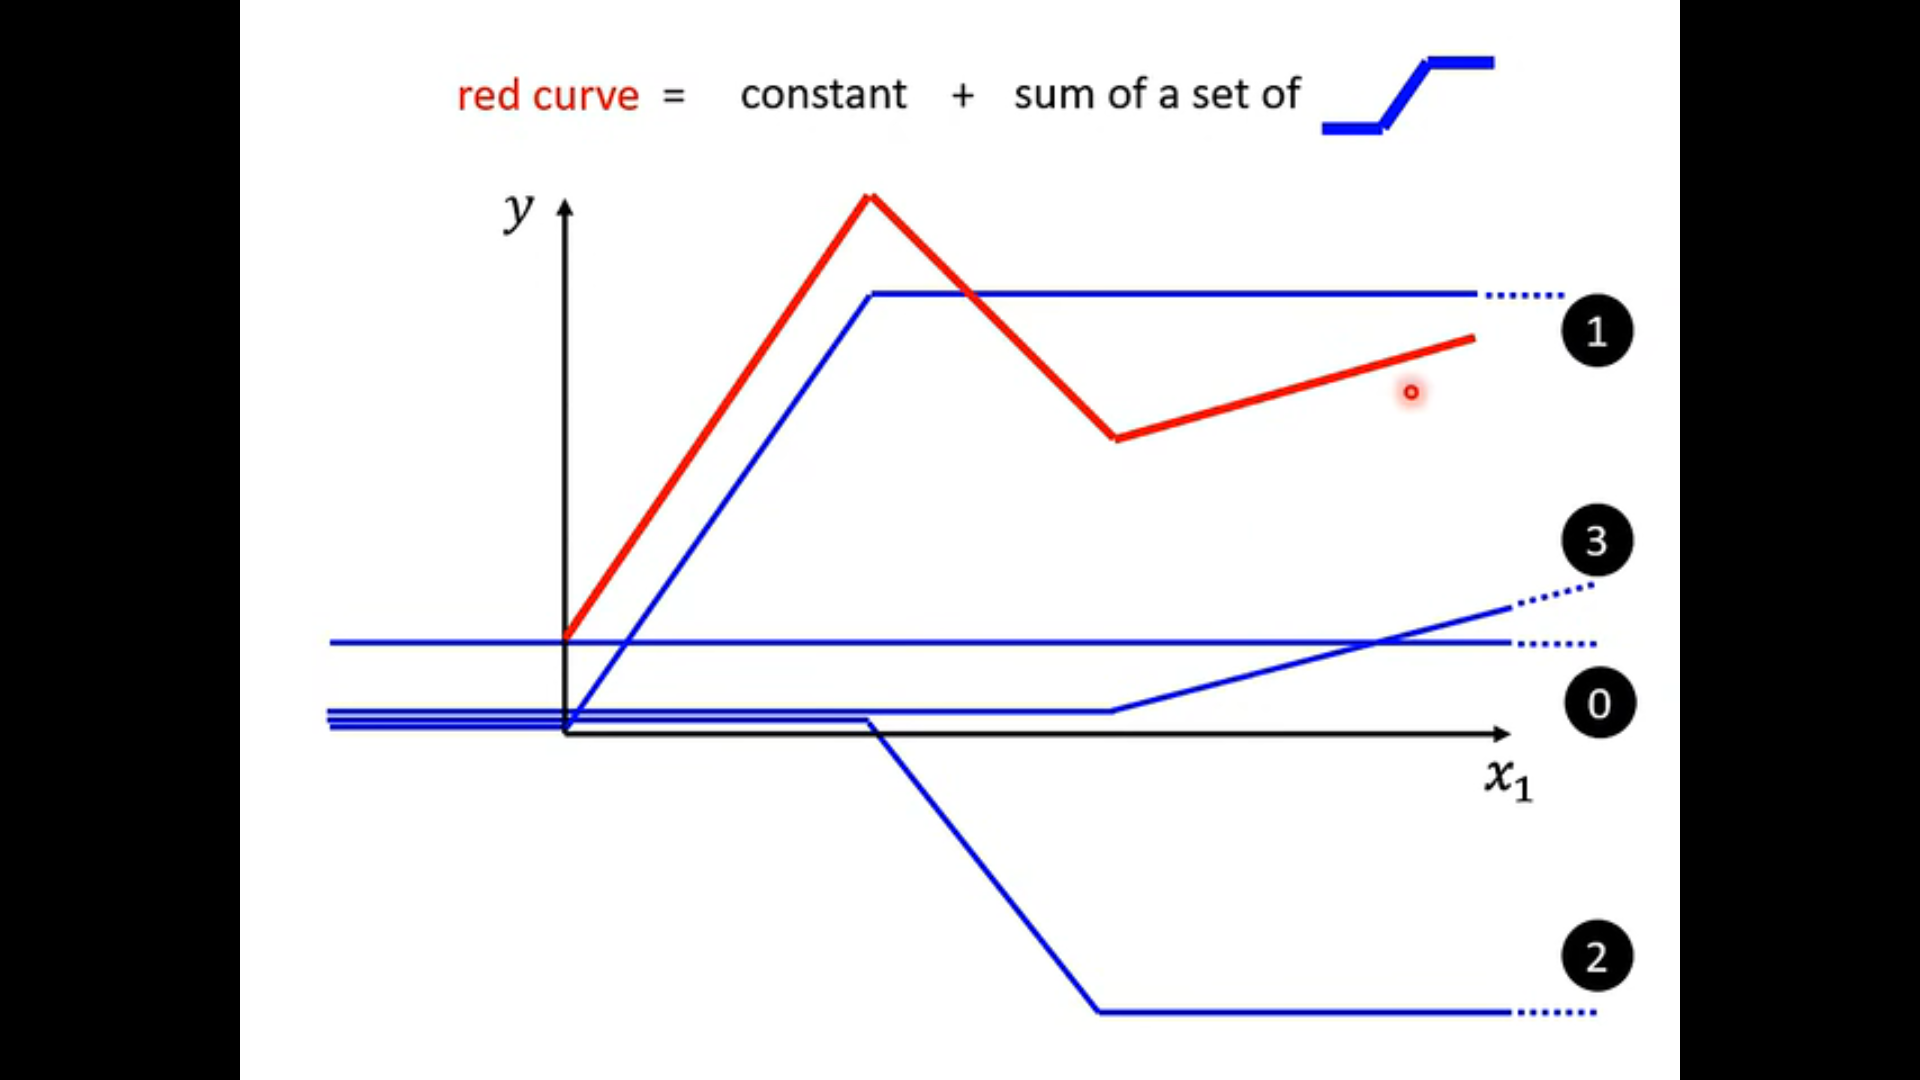 red curve = constant + sum of a set of
y
1
3
0
x₁
2